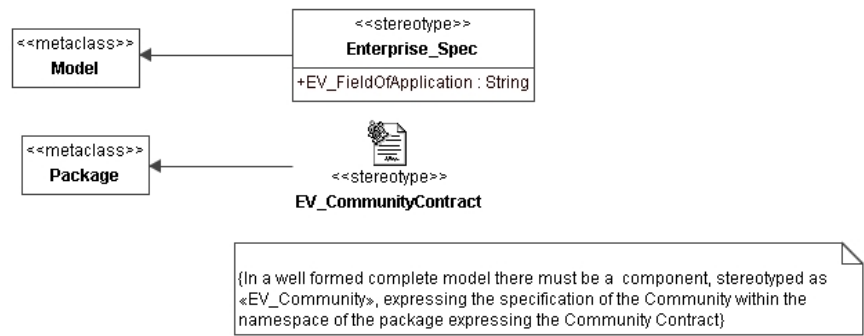 <<metaclass>>
Model
<<stereotype>>
Enterprise_Spec
+EV_FieldOfApplication : String
<<metaclass>>
Package
<<stereotype>>
EV_CommunityContract
{In a well formed complete model there must be a component, stereotyped as
«EV_Community», expressing the specification of the Community within the
namespace of the package expressing the Community Contract}